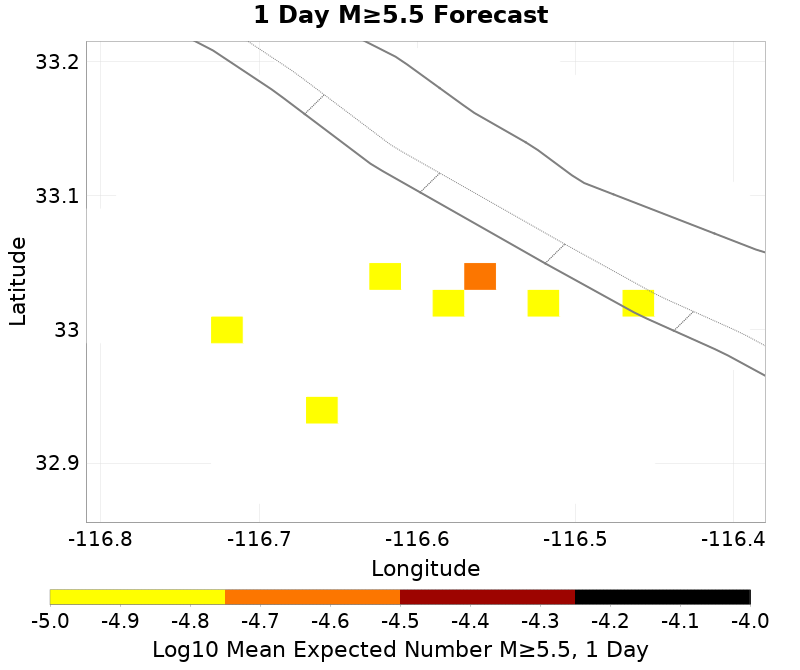 1 Day M≥5.5 Forecast
33.2
33.1
33
32.9
Latitude
-116.8 -116.7 -116.6 -116.5 -116.4
Longitude
-5.0 -4.9 -4.8 -4.7 -4.6 -4.5 -4.4 -4.3 -4.2 -4.1 -4.0
Log10 Mean Expected Number M≥5.5, 1 Day